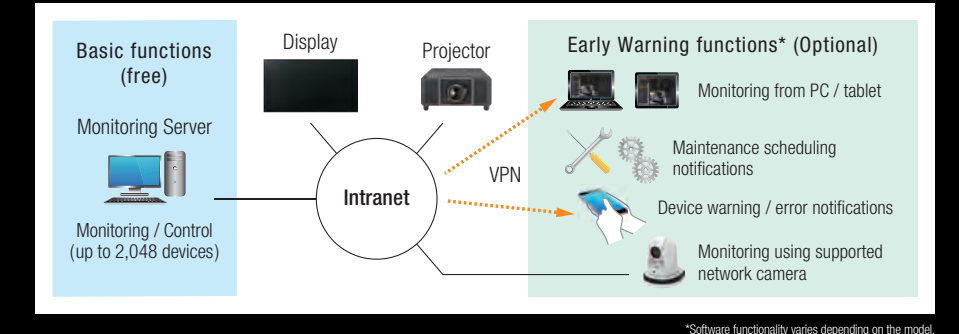 Basic functions
(free)
Monitoring Server
Monitoring / Control
(up to 2,048 devices)
Display
Projector
Intranet
VPN
Early Warning functions* (Optional)
Monitoring from PC / tablet
Maintenance scheduling
notifications
Device warning / error notifications
Monitoring using supported
network camera
*Software functionality varies depending on the model.